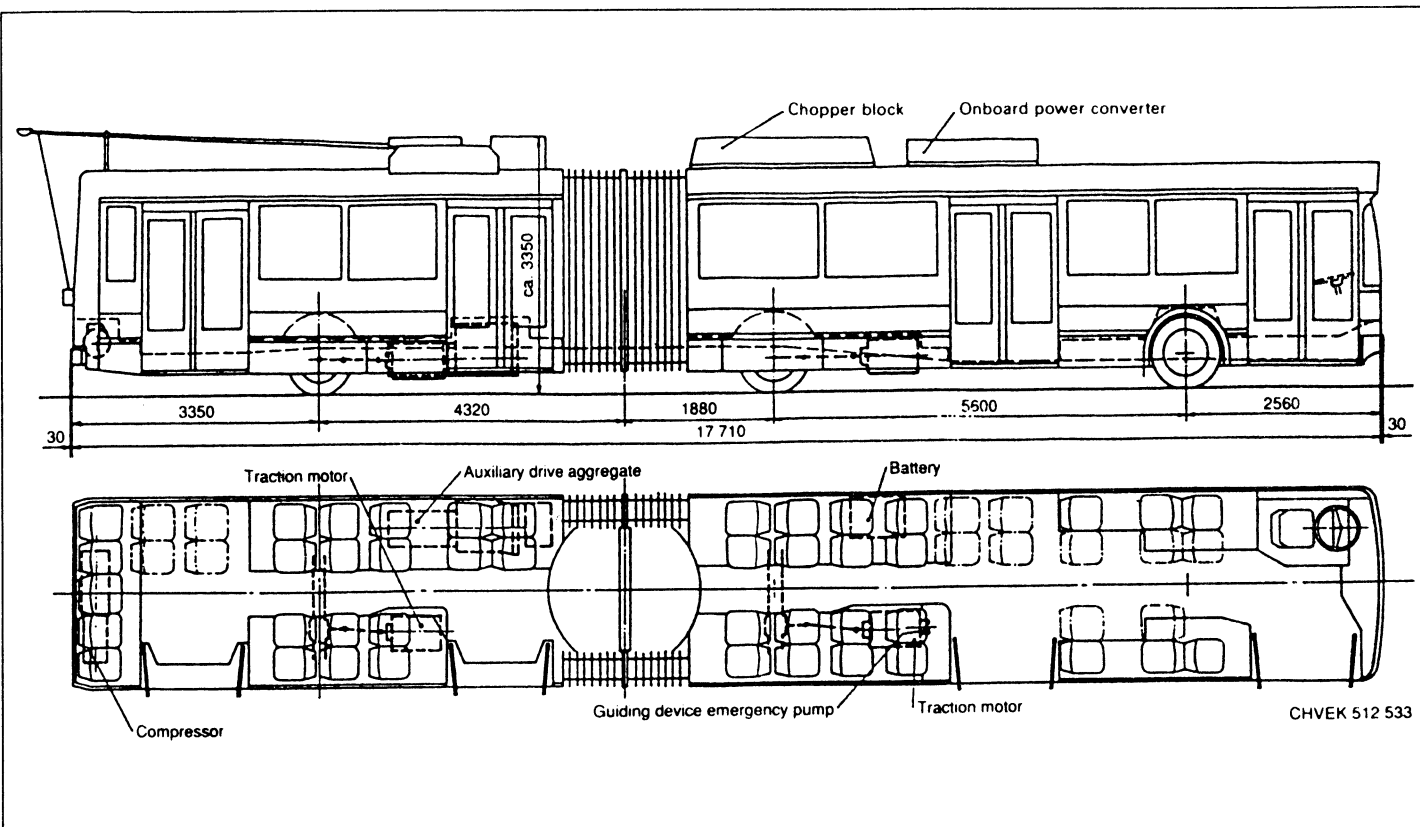 Chopper block
Onboard power converter
ca. 3350
3350
4320
1880
5600
2560
30
17 710
30
Traction motor
Auxiliary drive aggregate
Battery
Guiding device emergency pump
Traction motor
Compressor
CHVEK 512 533